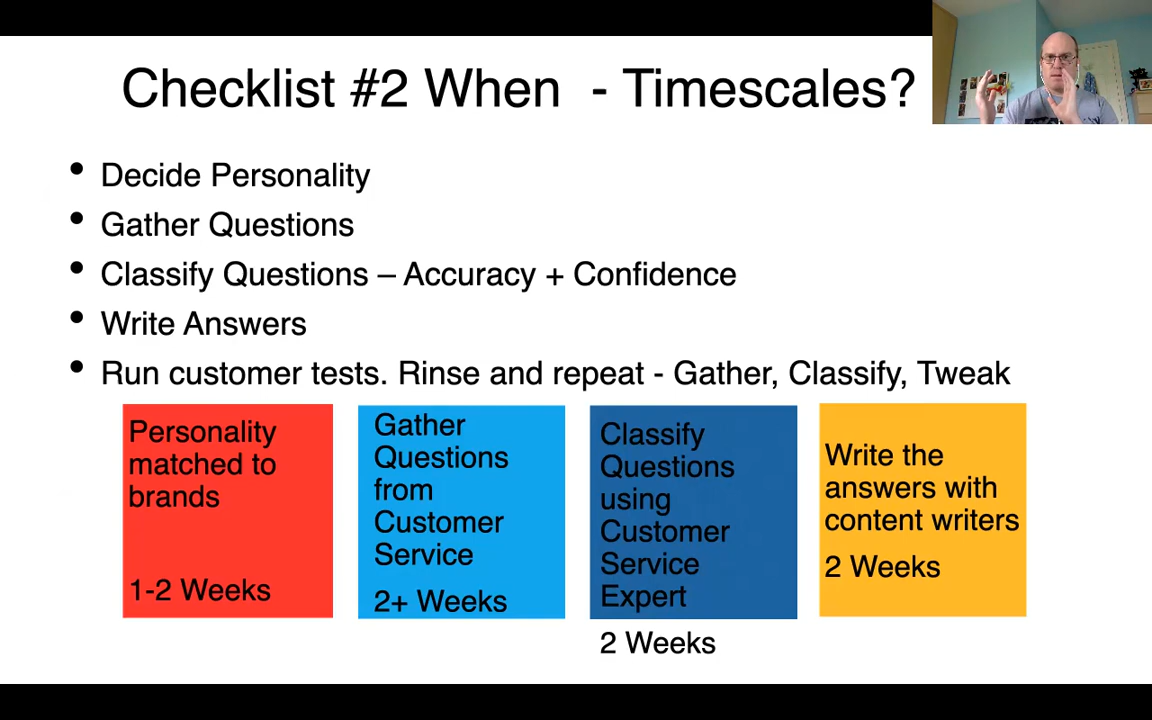 Checklist #2 When - Timescales?
• Decide Personality
• Gather Questions
• Classify Questions – Accuracy + Confidence
• Write Answers
• Run customer tests. Rinse and repeat - Gather, Classify, Tweak
Personality
matched to
brands
1-2 Weeks
Gather
Questions
from
Customer
Service
2+ Weeks
Classify
Questions
using
Customer
Service
Expert
2 Weeks
Write the
answers with
content writers
2 Weeks